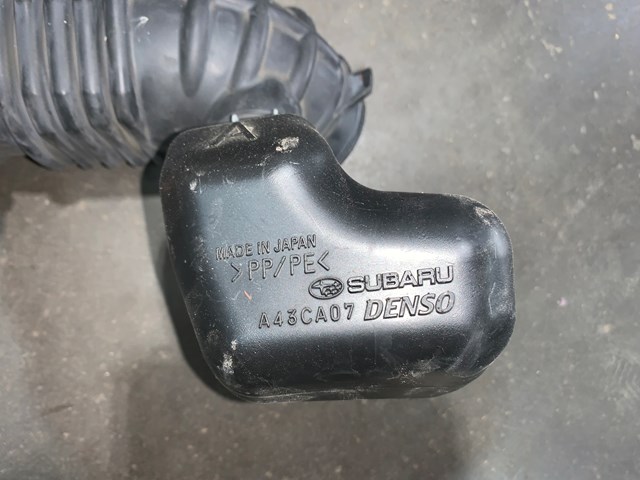 MADE IN JAPAN
>PP/PE<
SUBARU
A43CA07 DENSO